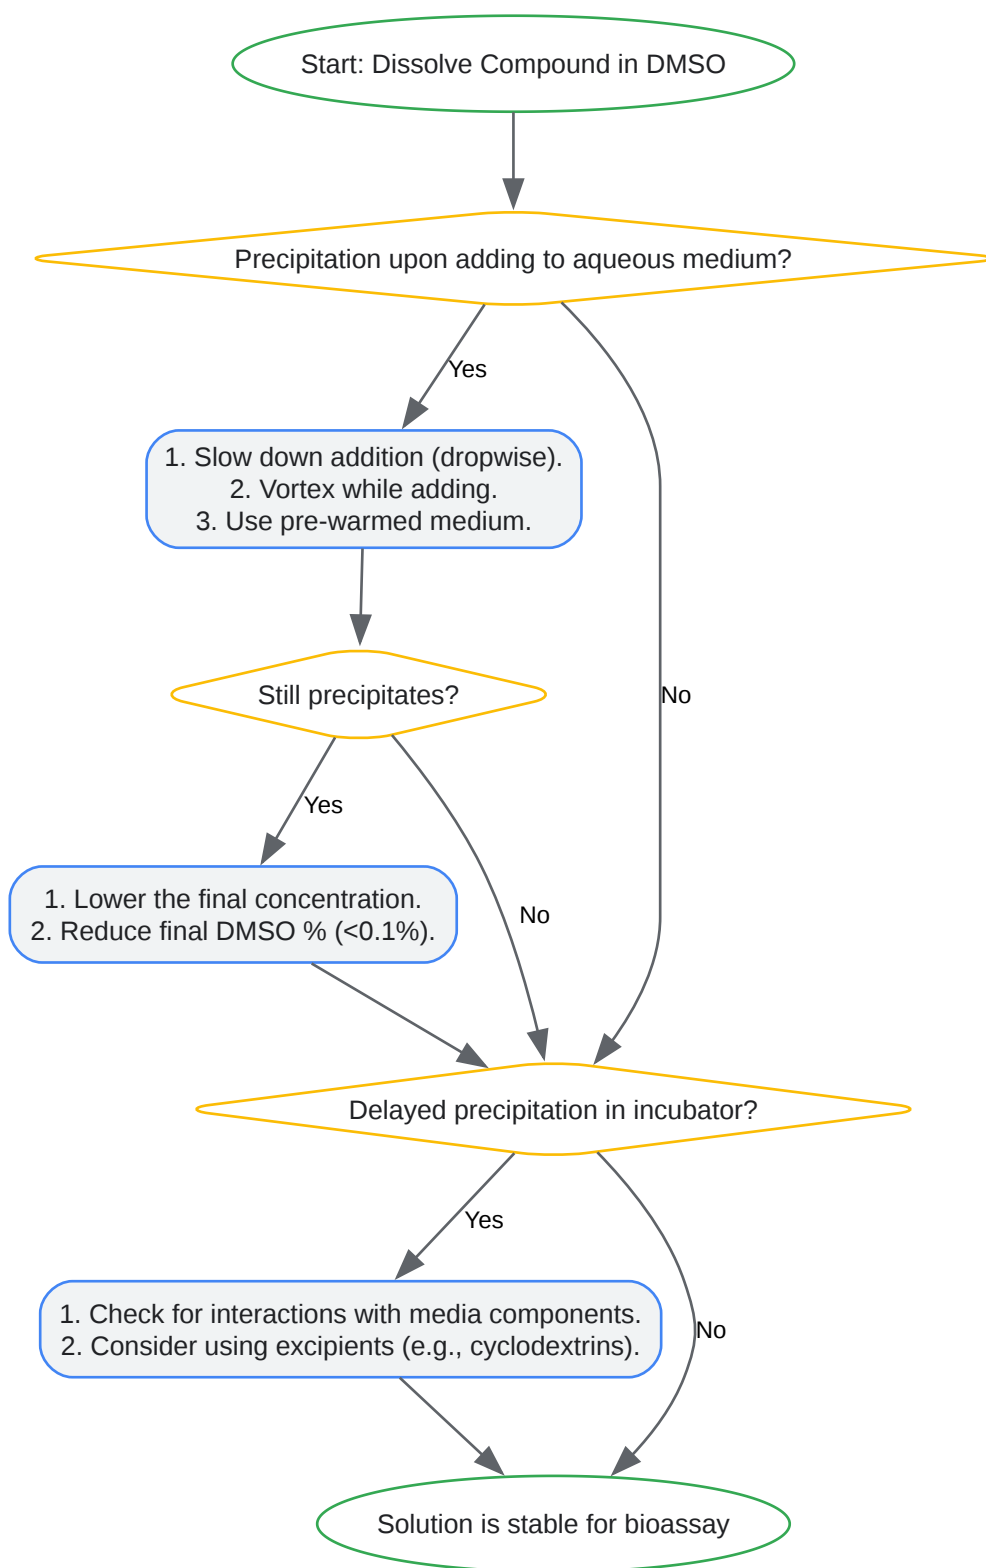 Start: Dissolve Compound in DMSO
Precipitation upon adding to aqueous medium?
Yes
1. Slow down addition (dropwise).
2. Vortex while adding.
3. Use pre-warmed medium.
Still precipitates?
No
Yes
1. Lower the final concentration.
2. Reduce final DMSO % (<0.1%).
No
Delayed precipitation in incubator?
Yes
1. Check for interactions with media components.
2. Consider using excipients (e.g., cyclodextrins).
No
Solution is stable for bioassay